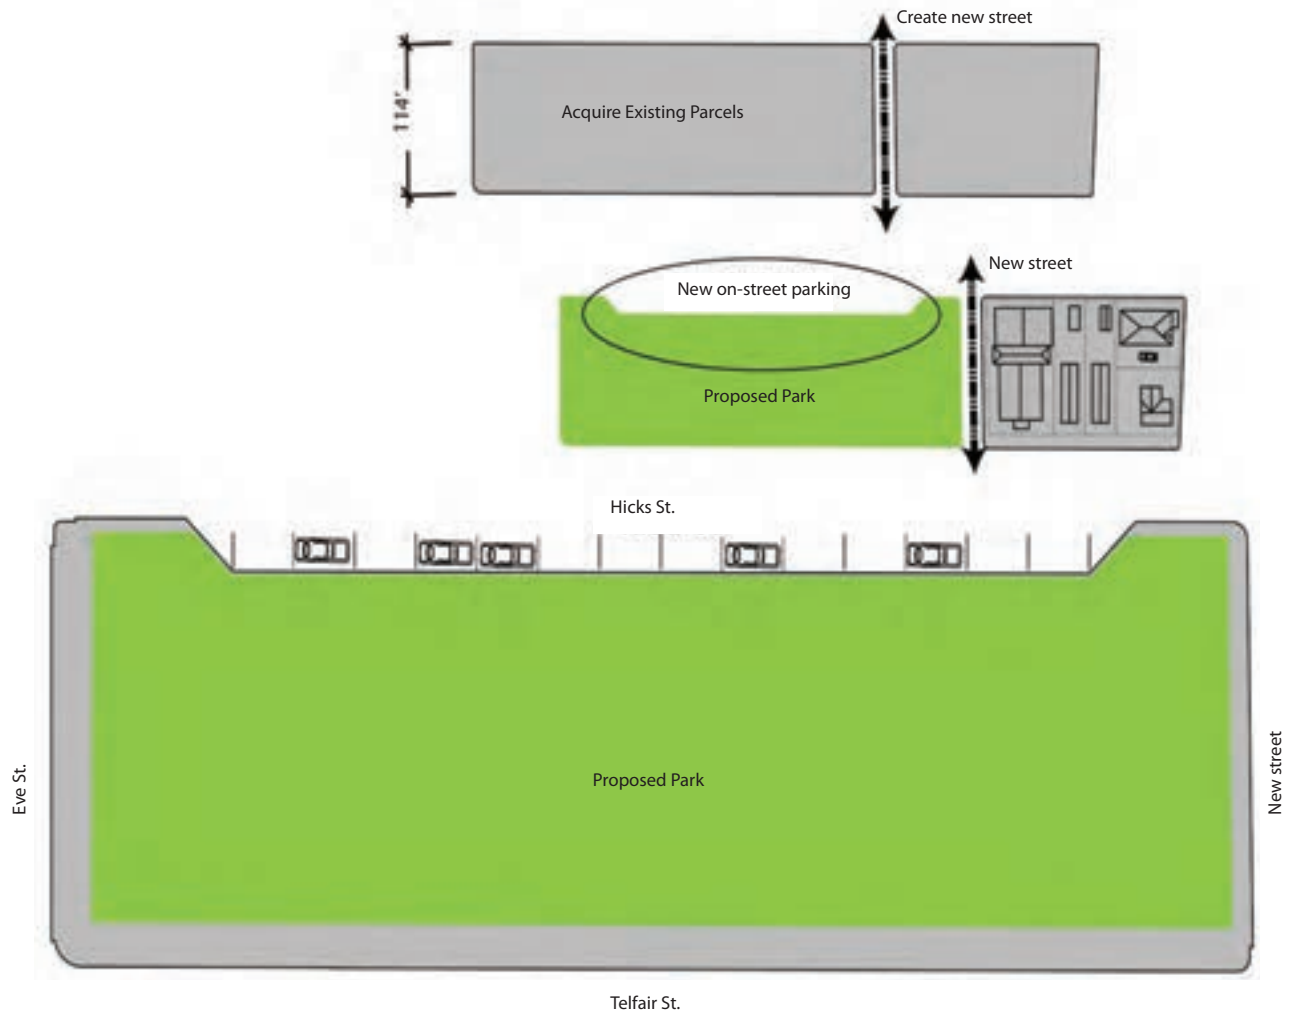 Create new street
114'
Acquire Existing Parcels
New street
New on-street parking
Proposed Park
Hicks St.
Eve St.
Proposed Park
New street
Telfair St.